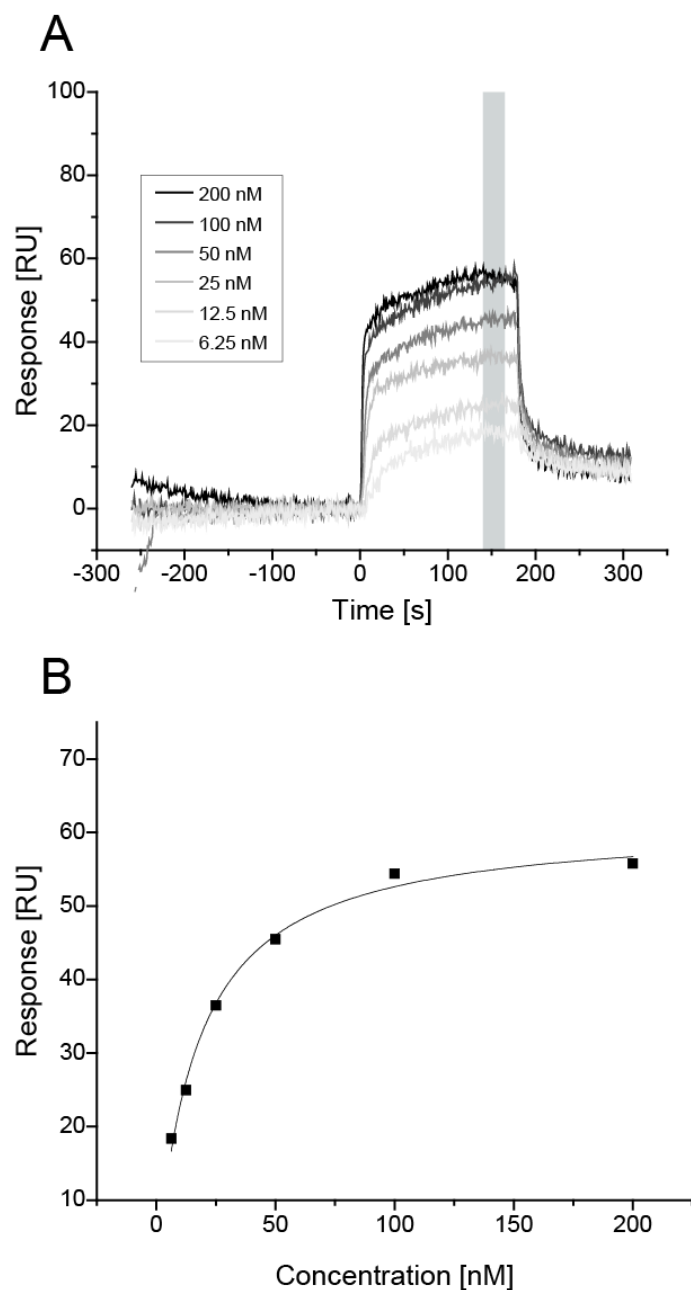 A
100
80
60
40
20
0
Response [RU]
200 nM
100 nM
50 nM
25 nM
12.5 nM
6.25 nM
-300 -200 -100 0 100 200 300
Time [s]
B
70
60
50
40
30
20
10
Response [RU]
0 50 100 150 200
Concentration [nM]